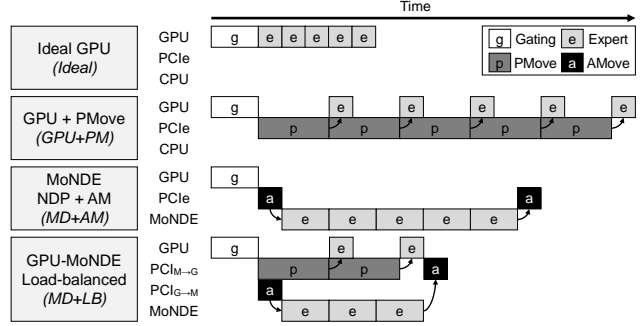 Time
g Gating e Expert
p PMove a AMove
Ideal GPU
(Ideal)
GPU g e e e e e
PCIe
CPU
GPU + PMove
(GPU+PM)
GPU g e e e e e
PCIe p p p p p
CPU
MoNDE
NDP + AM
(MD+AM)
GPU g
PCIe a a
MoNDE e e e e e
GPU-MoNDE
Load-balanced
(MD+LB)
GPU g e e
PCIM→G p p a
PCIG→M a
MoNDE e e e